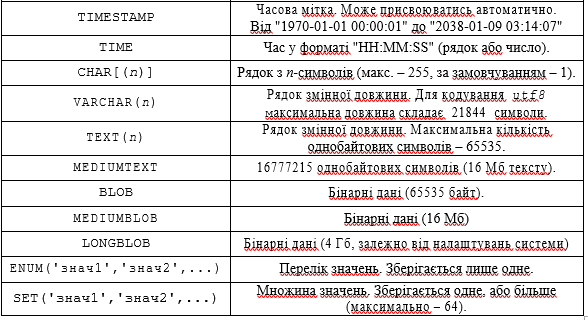 TIMESTAMP
Часова мітка. Може присвоюватись автоматично.
Від "1970-01-01 00:00:01" до "2038-01-09 03:14:07"
TIME
Час у форматі "HH:MM:SS" (рядок або число).
CHAR[(n)]
Рядок з n-символів (макс. – 255, за замовчуванням – 1).
VARCHAR(n)
Рядок змінної довжини. Для кодування utf8
максимальна довжина складає 21844 символи.
TEXT(n)
Рядок змінної довжини. Максимальна кількість
однобайтових символів – 65535.
MEDIUMTEXT
16777215 однобайтових символів (16 Мб тексту).
BLOB
Бінарні дані (65535 байт).
MEDIUMBLOB
Бінарні дані (16 Мб)
LONGBLOB
Бінарні дані (4 Гб, залежно від налаштувань системи)
ENUM('знач1','знач2',...)
Перелік значень. Зберігається лише одне.
SET('знач1','знач2',...)
Множина значень. Зберігається одне, або більше
(максимально – 64).